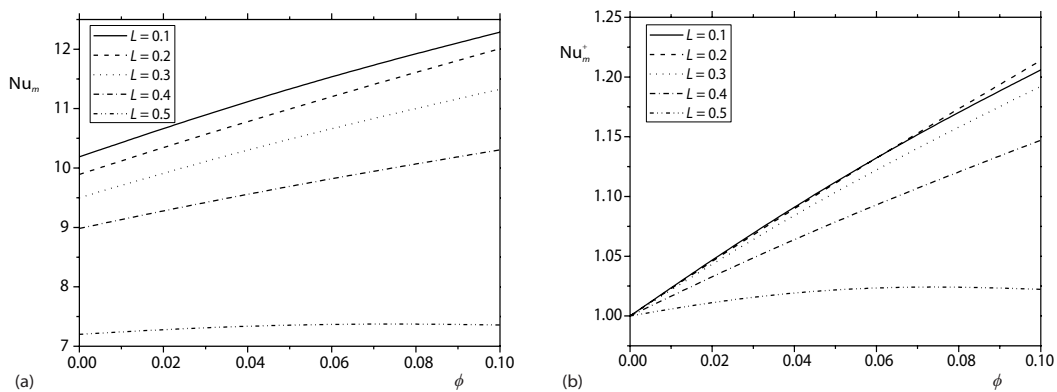 12
11
10
9
8
7
Nu_m
L = 0.1
L = 0.2
L = 0.3
L = 0.4
L = 0.5
0.00 0.02 0.04 0.06 0.08 0.10
(a) ϕ
1.25
1.20
1.15
1.10
1.05
1.00
Nu_m^+
L = 0.1
L = 0.2
L = 0.3
L = 0.4
L = 0.5
0.00 0.02 0.04 0.06 0.08 0.10
(b) ϕ